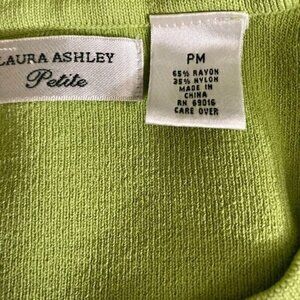 LAURA ASHLEY
Petite
PM
65% RAYON
35% NYLON
MADE IN
CHINA
RN 69016
CARE OVER